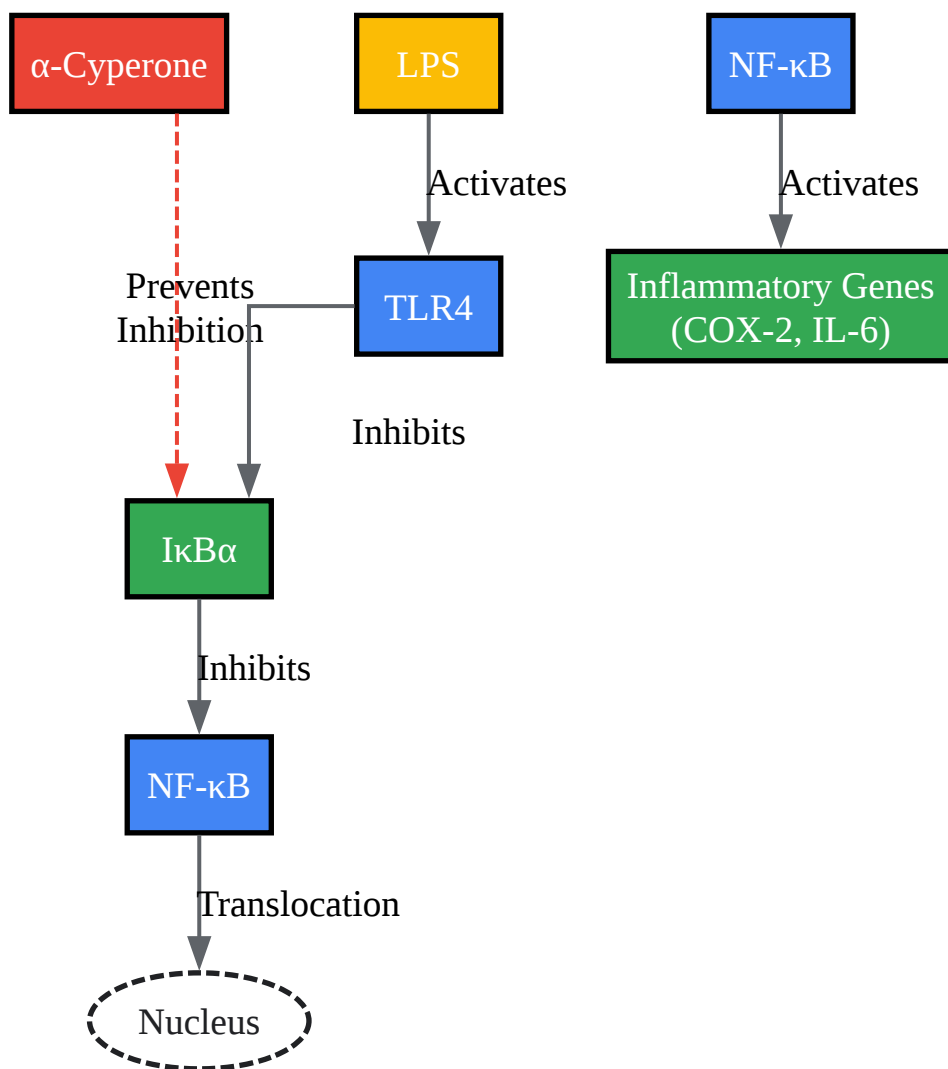 α-Cyperone
LPS
NF-κB
Activates
Activates
Prevents
Inhibition
TLR4
Inflammatory Genes
(COX-2, IL-6)
Inhibits
IκBα
Inhibits
NF-κB
Translocation
Nucleus